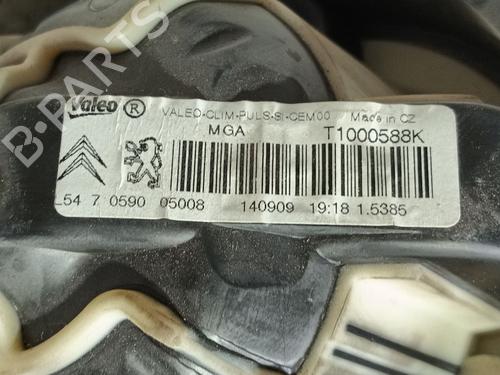 Valeo ® VALEO-CLIM-PULS-SI-CEM00 Made in CZ
MGA T1000588K
L54 7 0590 05008 140909 19:18 1.5385
B-PARTS